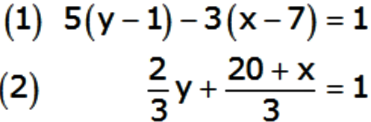 (1) 5(y – 1) – 3(x – 7) = 1
(2) 2/3 y + (20 + x)/3 = 1